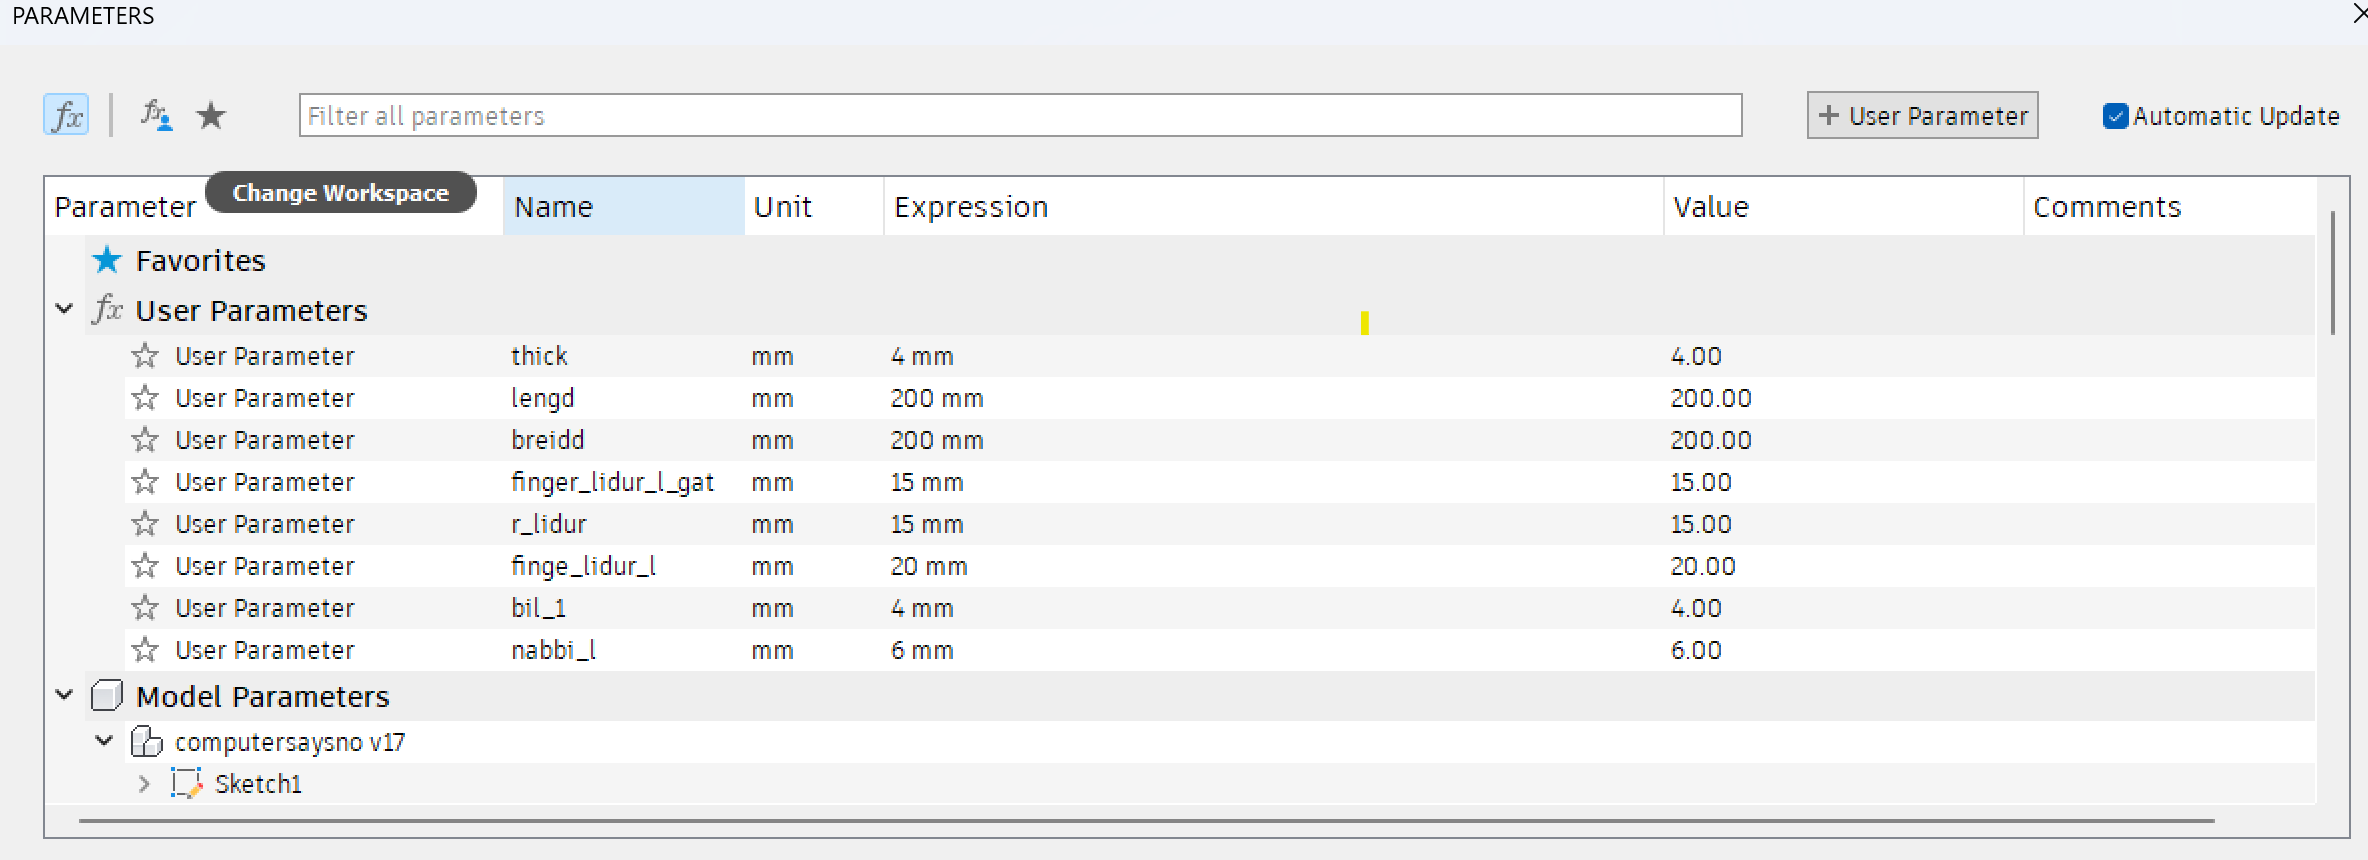 PARAMETERS
fx fx Filter all parameters + User Parameter Automatic Update
Change Workspace
Parameter Name Unit Expression Value Comments
Favorites
fx User Parameters
User Parameter thick mm 4 mm 4.00
User Parameter lengd mm 200 mm 200.00
User Parameter breidd mm 200 mm 200.00
User Parameter finger_lidur_l_gat mm 15 mm 15.00
User Parameter r_lidur mm 15 mm 15.00
User Parameter finge_lidur_l mm 20 mm 20.00
User Parameter bil_1 mm 4 mm 4.00
User Parameter nabbi_l mm 6 mm 6.00
Model Parameters
computersaysno v17
Sketch1